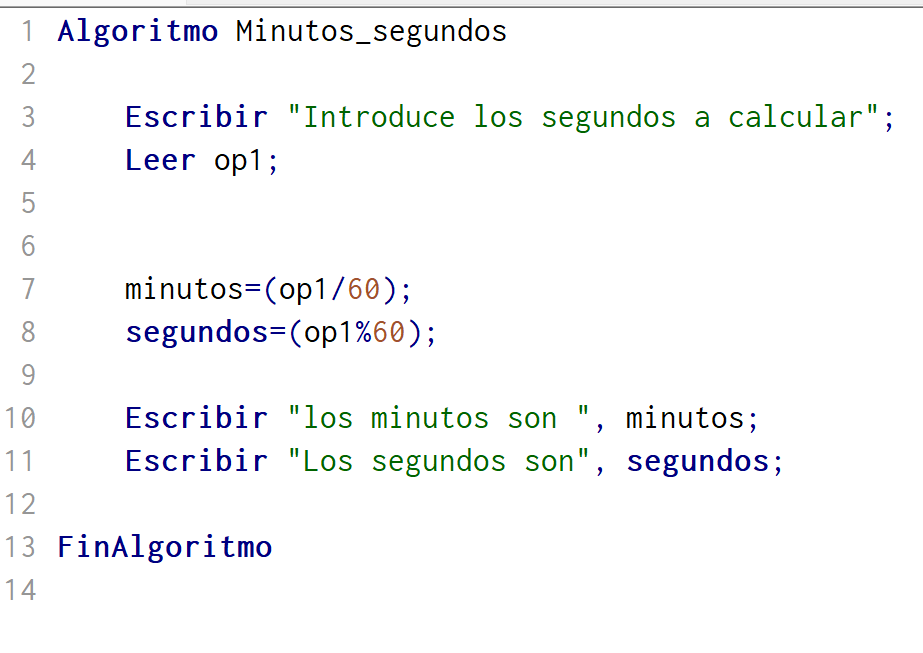 1 Algoritmo Minutos_segundos
2
3 Escribir "Introduce los segundos a calcular";
4 Leer op1;
5
6
7 minutos=(op1/60);
8 segundos=(op1%60);
9
10 Escribir "los minutos son ", minutos;
11 Escribir "Los segundos son", segundos;
12
13 FinAlgoritmo
14